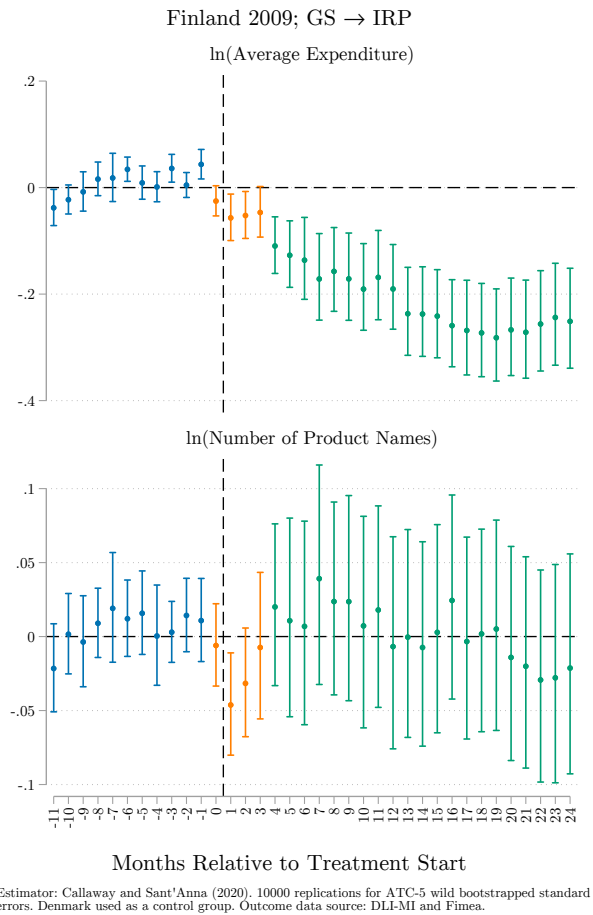 Finland 2009; GS → IRP
ln(Average Expenditure)
.2
0
-.2
-.4
ln(Number of Product Names)
.1
.05
0
-.05
-.1
-11 -10 -9 -8 -7 -6 -5 -4 -3 -2 -1 0 1 2 3 4 5 6 7 8 9 10 11 12 13 14 15 16 17 18 19 20 21 22 23 24
Months Relative to Treatment Start
Estimator: Callaway and Sant'Anna (2020). 10000 replications for ATC-5 wild bootstrapped standard
errors. Denmark used as a control group. Outcome data source: DLI-MI and Fimea.